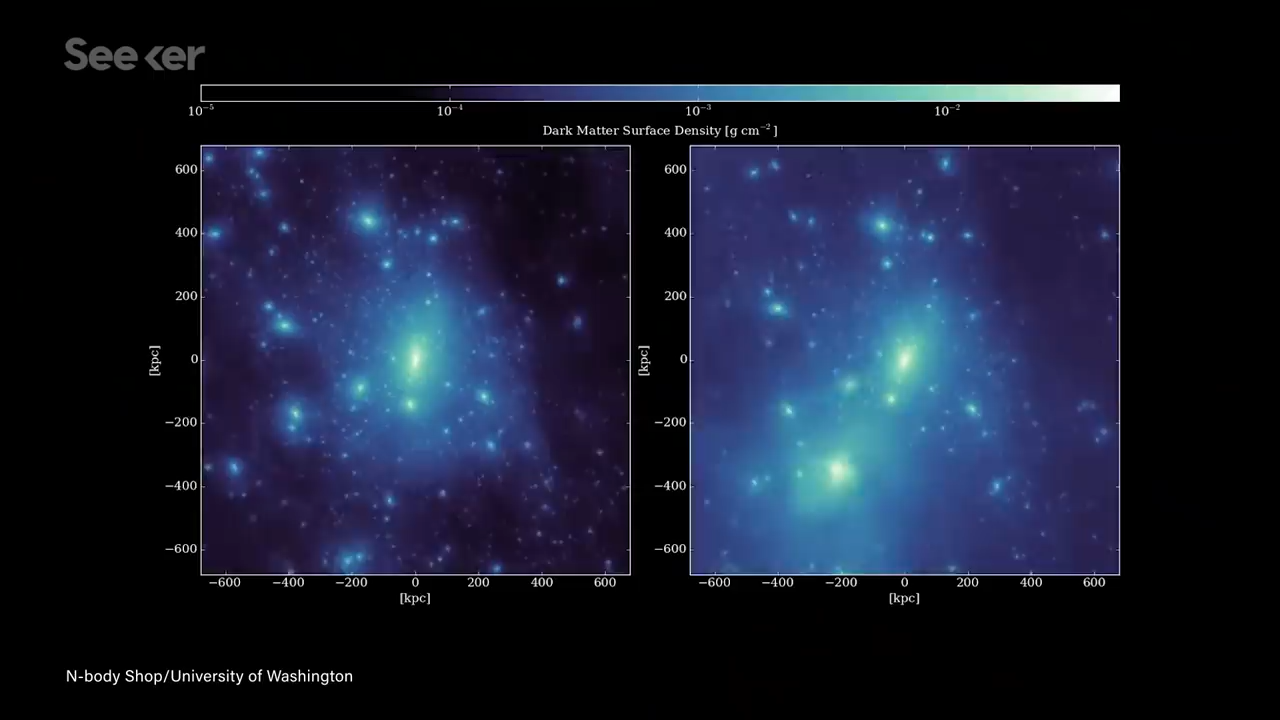 Seeker
10⁻⁵ 10⁻⁴ 10⁻³ 10⁻²
Dark Matter Surface Density [g cm⁻²]
600
400
200
0
−200
−400
−600
[kpc]
−600 −400 −200 0 200 400 600
[kpc]
600
400
200
0
−200
−400
−600
[kpc]
−600 −400 −200 0 200 400 600
[kpc]
N-body Shop/University of Washington